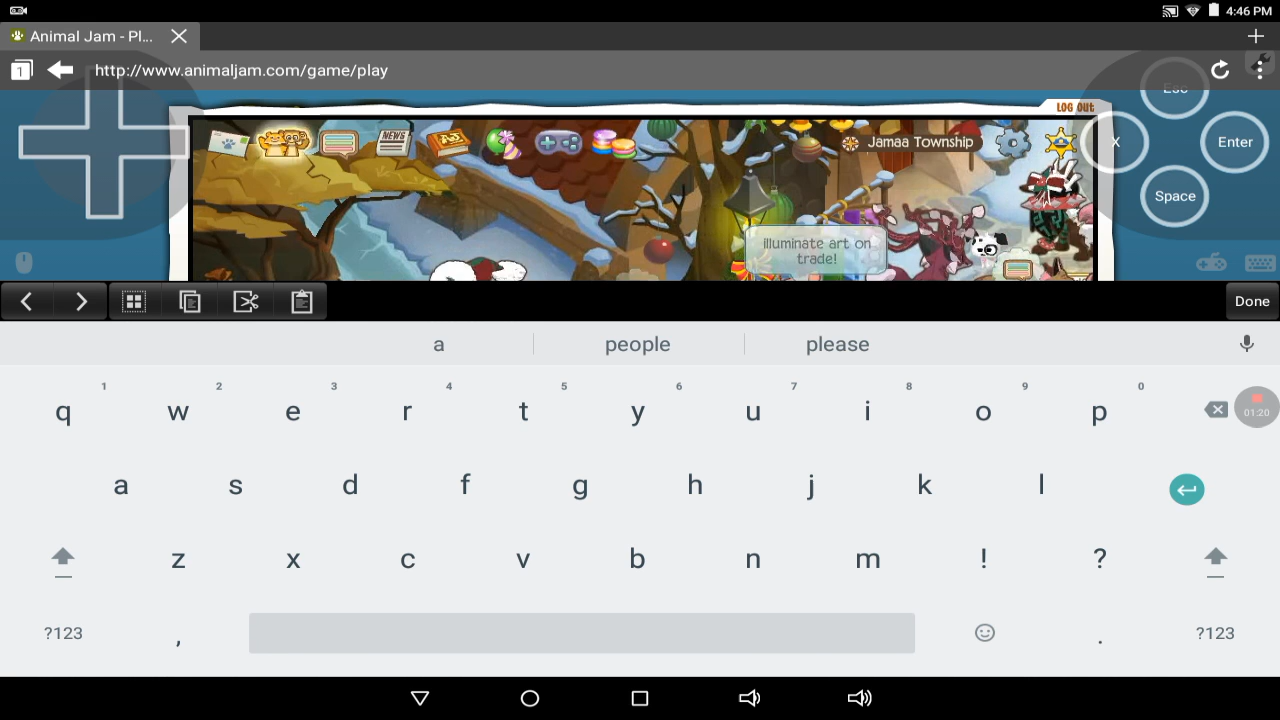 4:46 PM
Animal Jam - Pl...
1
http://www.animaljam.com/game/play
Esc
LOG OUT
NEWS
AJ
Jamaa Township
X
Enter
Space
illuminate art on
trade!
Done
a people please
1 2 3 4 5 6 7 8 9 0
q w e r t y u i o p
01:20
a s d f g h j k l
z x c v b n m ! ?
?123 , . ?123